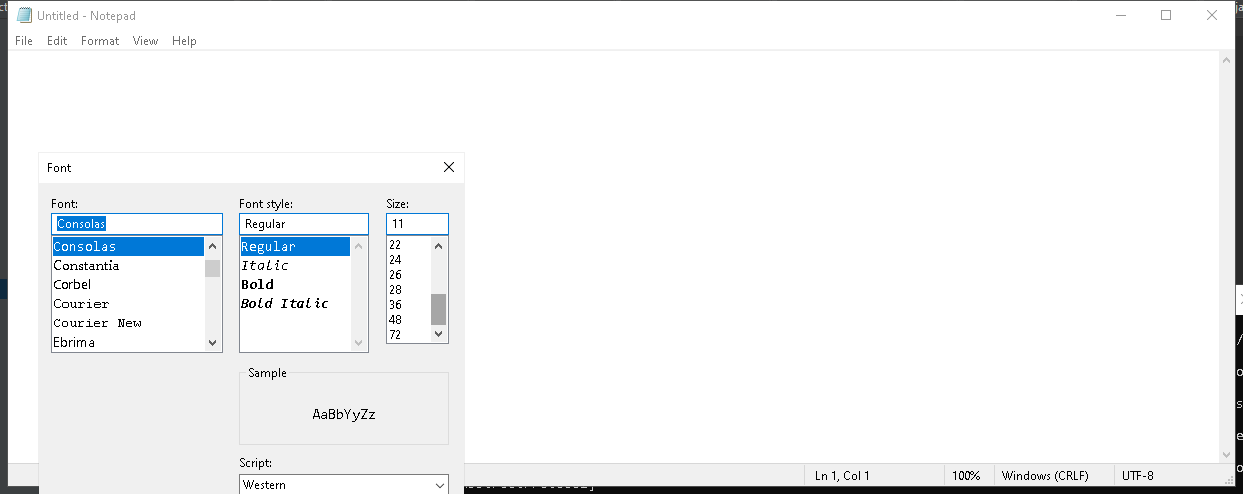 Untitled - Notepad
File Edit Format View Help
Font
Font: Font style: Size:
Consolas Regular 11
Consolas Regular 22
Constantia Italic 24
Corbel Bold 26
Courier Bold Italic 28
Courier New 36
Ebrima 48
72
Sample
AaBbYyZz
Script:
Western
Ln 1, Col 1 100% Windows (CRLF) UTF-8